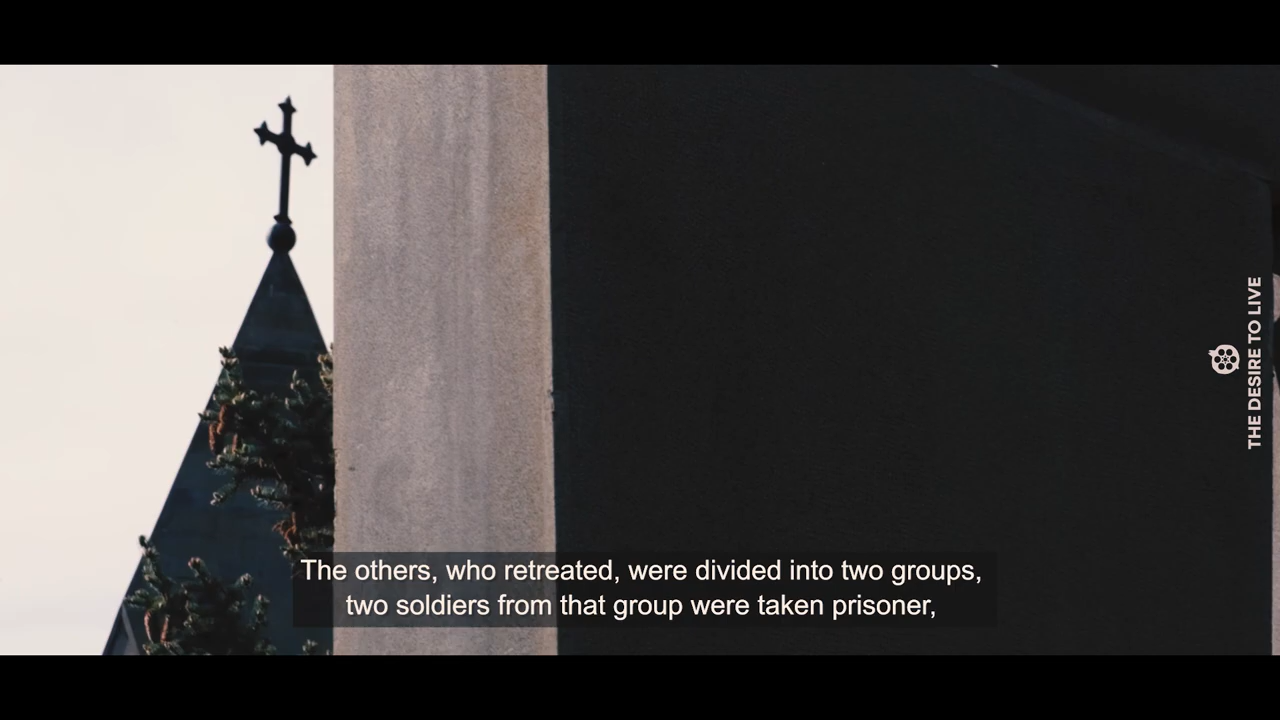 THE DESIRE TO LIVE
The others, who retreated, were divided into two groups,
two soldiers from that group were taken prisoner,